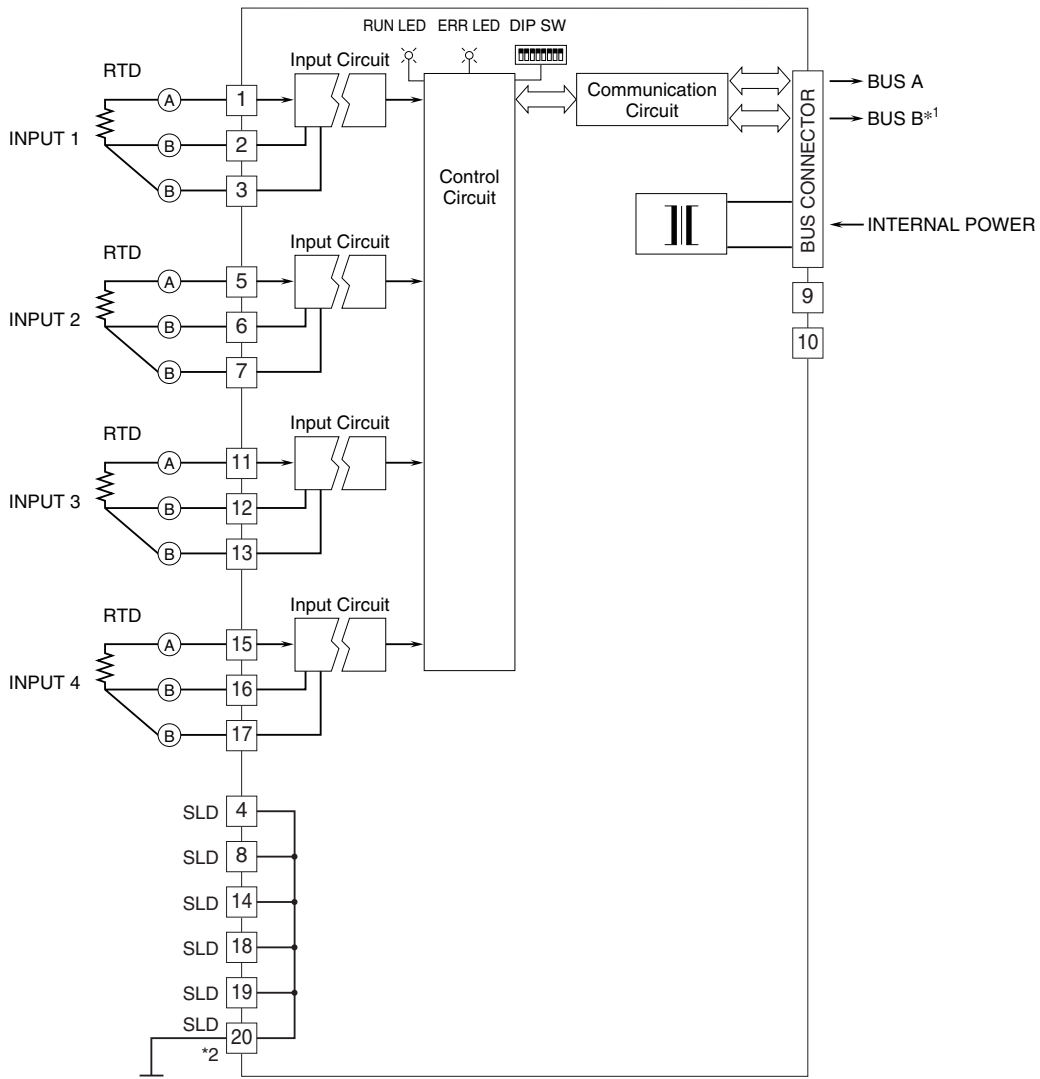 RUN LED ERR LED DIP SW
RTD
Input Circuit
INPUT 1
A 1
B 2
B 3
Communication
Circuit
BUS CONNECTOR
BUS A
BUS B*1
INTERNAL POWER
Control
Circuit
RTD
Input Circuit
INPUT 2
A 5
B 6
B 7
9
10
RTD
Input Circuit
INPUT 3
A 11
B 12
B 13
RTD
Input Circuit
INPUT 4
A 15
B 16
B 17
SLD 4
SLD 8
SLD 14
SLD 18
SLD 19
SLD 20
*2